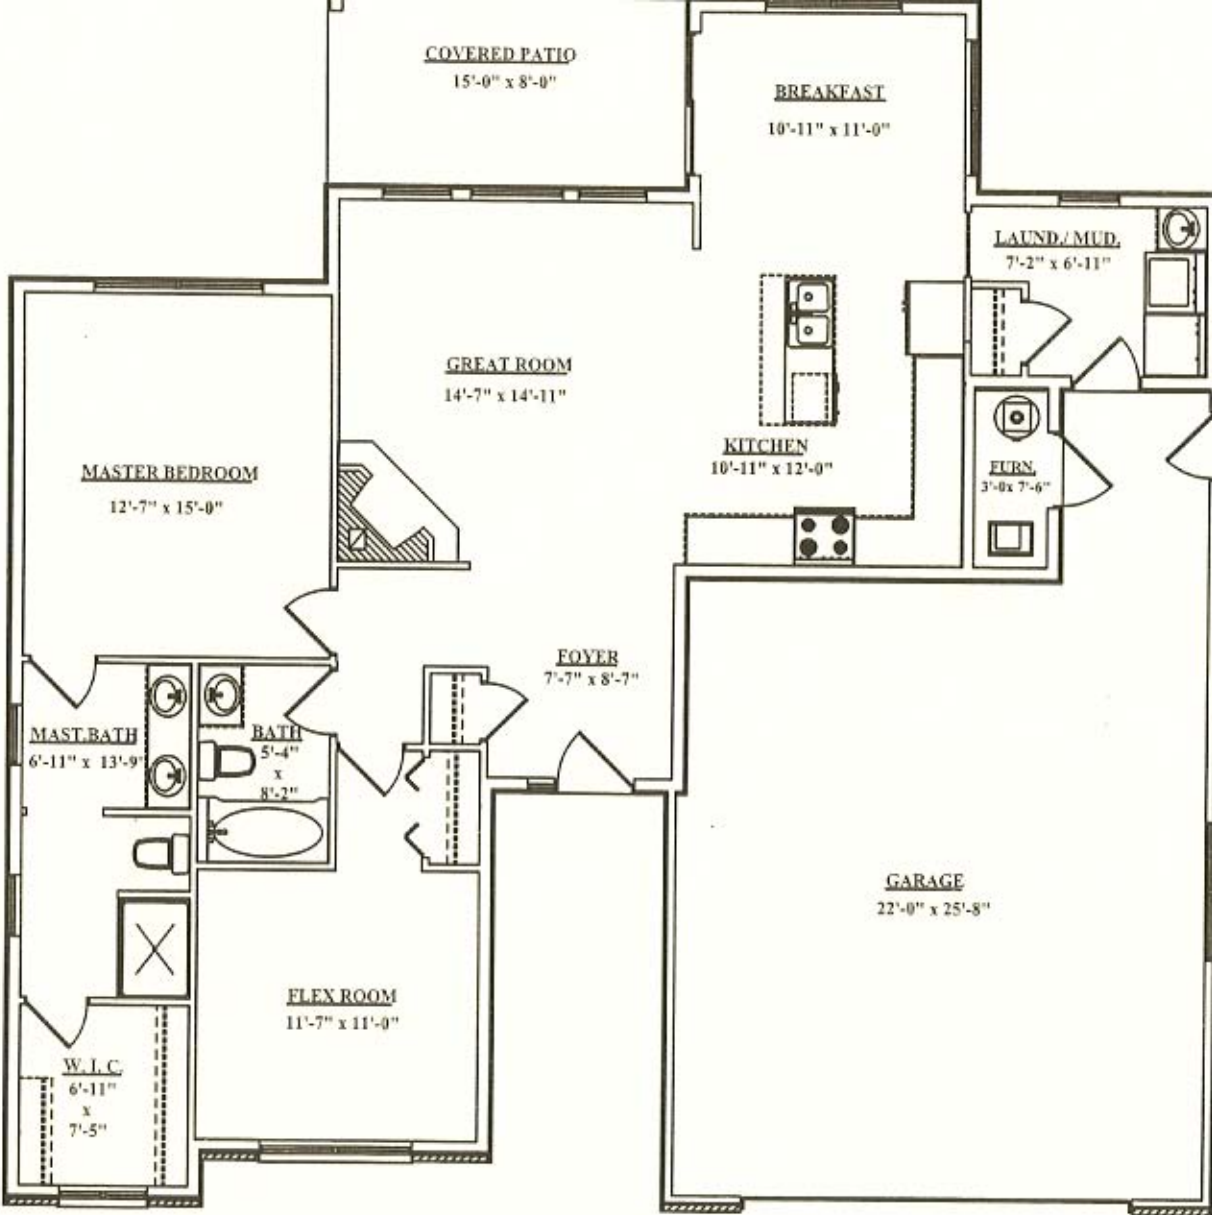 COVERED PATIO
15'-0" x 8'-0"
BREAKFAST
10'-11" x 11'-0"
LAUND./ MUD.
7'-2" x 6'-11"
GREAT ROOM
14'-7" x 14'-11"
KITCHEN
10'-11" x 12'-0"
FURN.
3'-0x 7'-6"
MASTER BEDROOM
12'-7" x 15'-0"
FOYER
7'-7" x 8'-7"
MAST.BATH
6'-11" x 13'-9'
BATH
5'-4"
x
8'-2"
GARAGE
22'-0" x 25'-8"
FLEX ROOM
11'-7" x 11'-0"
W. I. C.
6'-11"
x
7'-5"